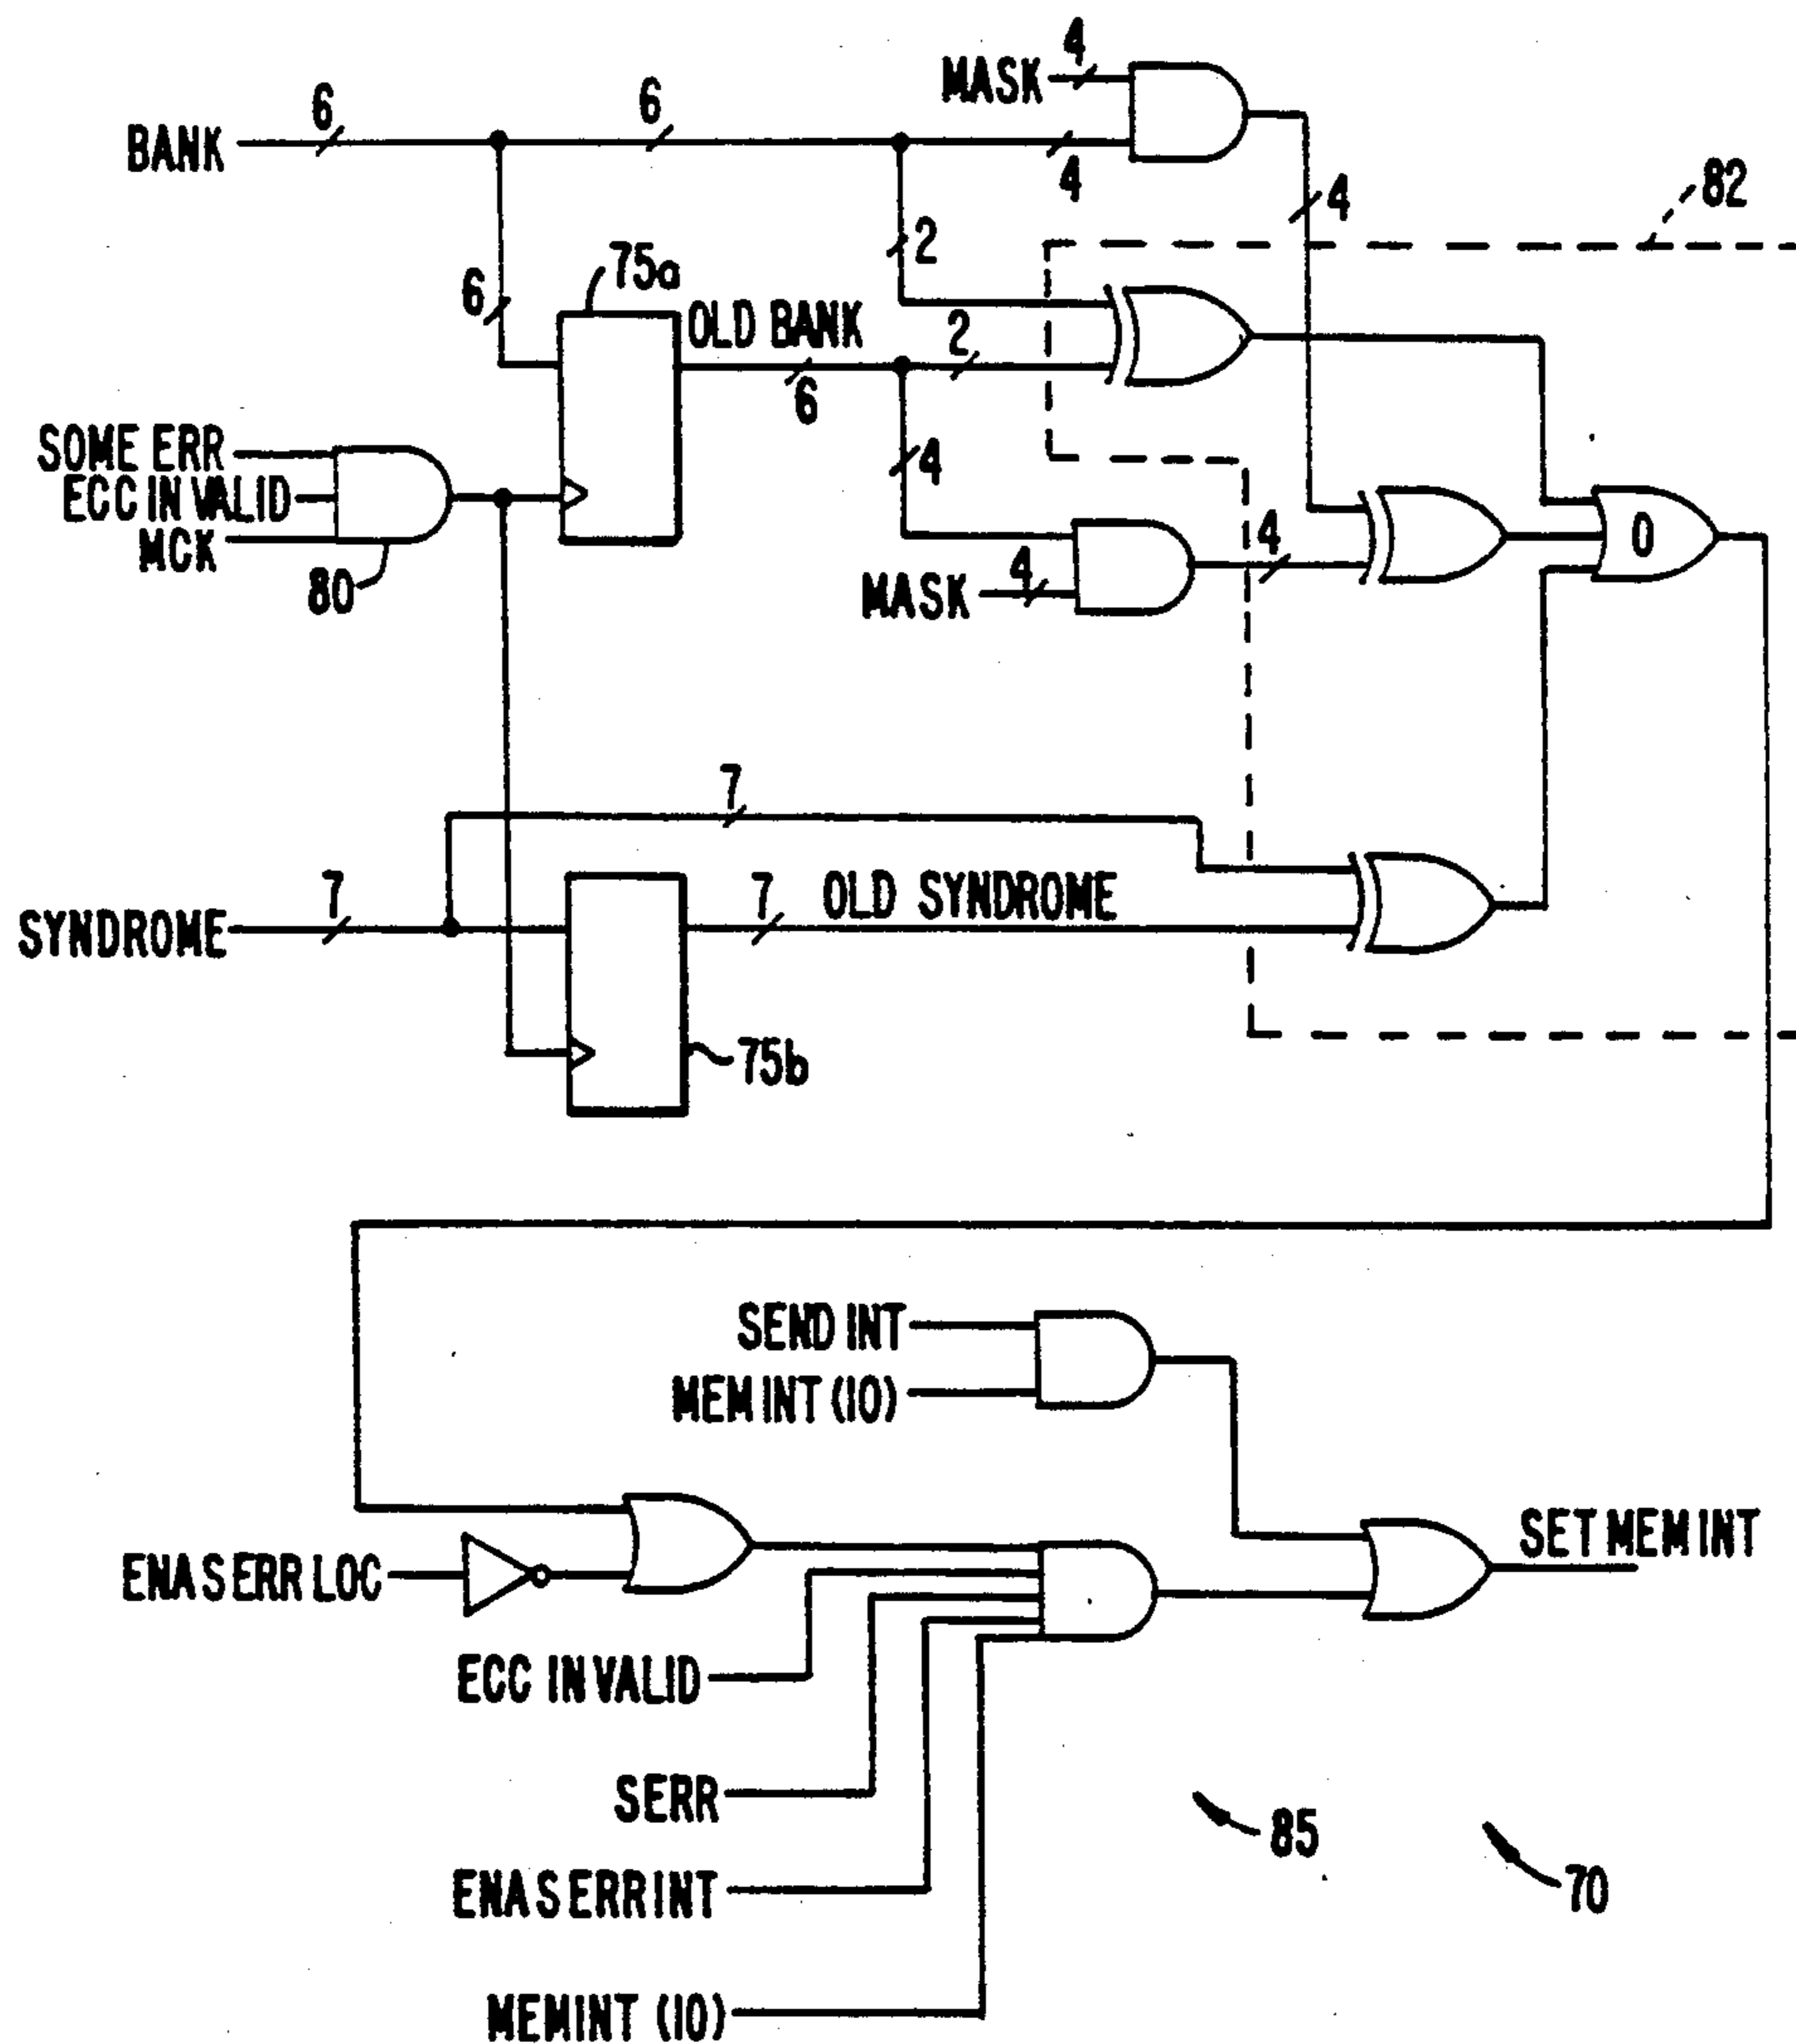 4
MASK
6
6
BANK
4
4
82
2
75a
6
OLD BANK
2
6
SOME ERR
4
ECC IN VALID
0
MCK
4
4
80
MASK
7
7
7
OLD SYNDROME
SYNDROME
75b
SEND INT
MEM INT (IO)
SET MEM INT
ENA SERR LOC
ECC IN VALID
SERR
85
ENA SERR INT
70
MEMINT (IO)